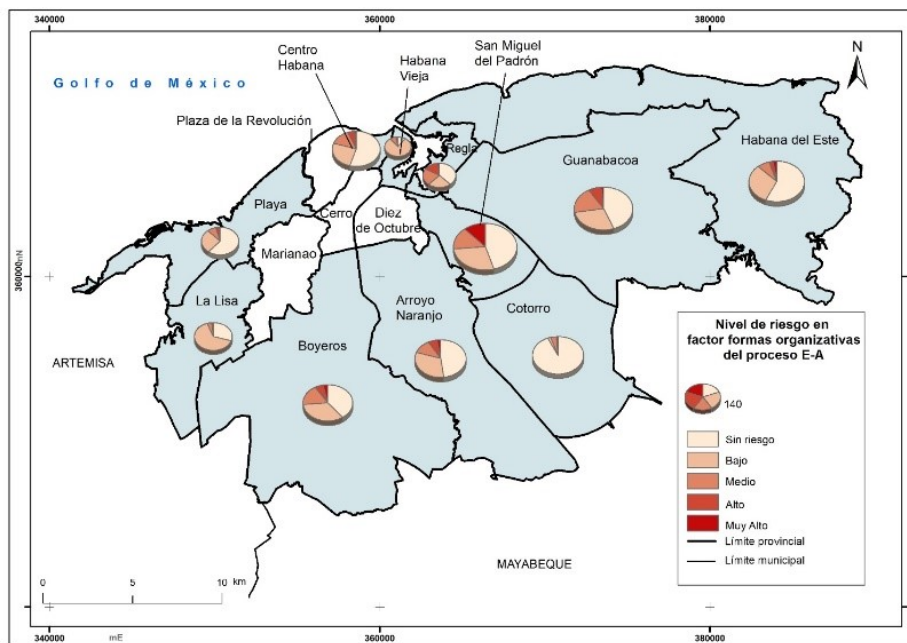 340000
360000
380000
Golfo de México
Centro
Habana
Habana
Vieja
San Miguel
del Padrón
N
Plaza de la Revolución
Regla
Guanabacoa
Habana del Este
Playa
Cerro
Diez
de Octubre
Marianao
360000mN
360000
La Lisa
Arroyo
Naranjo
Cotorro
Boyeros
ARTEMISA
Nivel de riesgo en
factor formas organizativas
del proceso E-A
140
Sin riesgo
Bajo
Medio
Alto
Muy Alto
Límite provincial
Límite municipal
MAYABEQUE
0 5 10 km
340000 mE 360000 380000